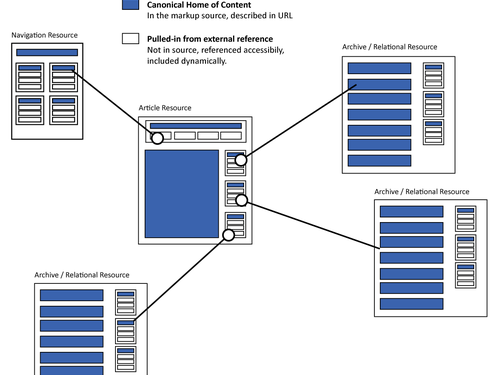 Canonical Home of Content
In the markup source, described in URL
Pulled-in from external reference
Not in source, referenced accessibily,
included dynamically.
Navigation Resource
Archive / Relational Resource
Article Resource
Archive / Relational Resource
Archive / Relational Resource